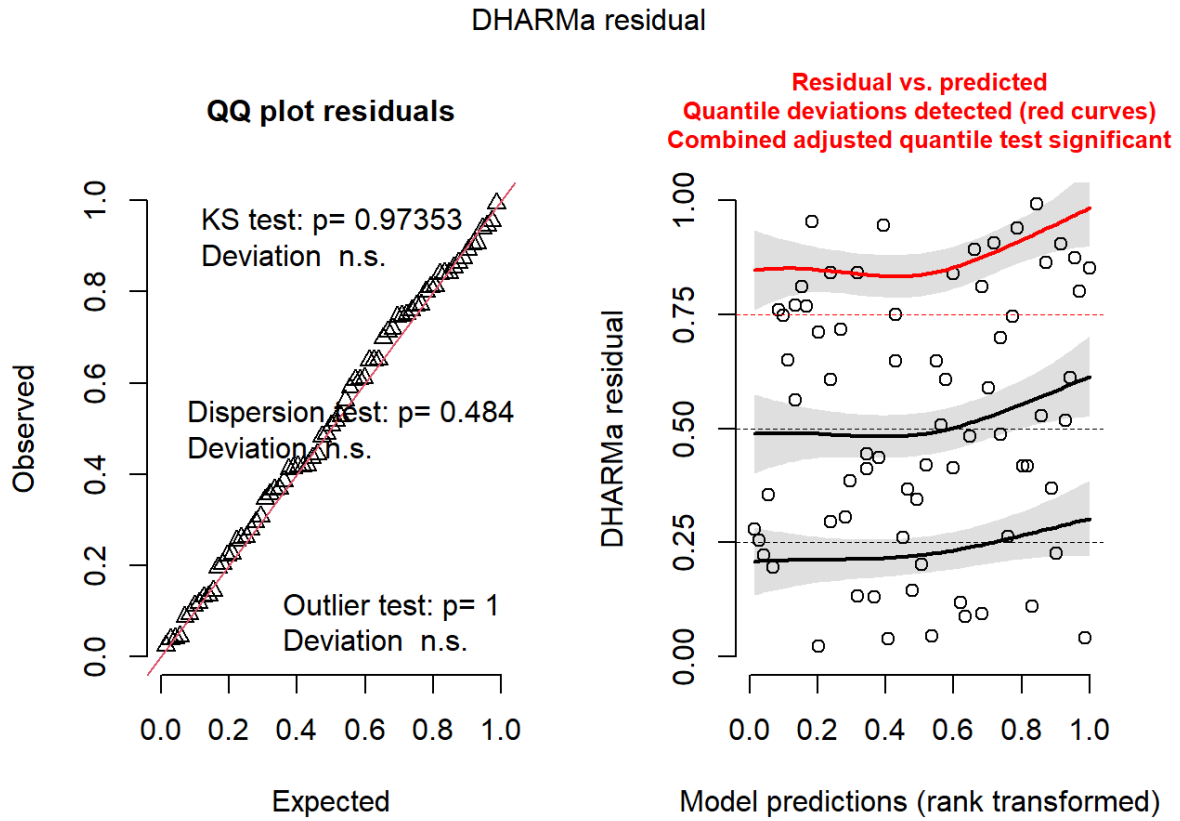 DHARMa residual
QQ plot residuals
KS test: p= 0.97353
Deviation  n.s.
Dispersion test: p= 0.484
Deviation  n.s.
Outlier test: p= 1
Deviation  n.s.
Observed
0.0 0.2 0.4 0.6 0.8 1.0
0.0 0.2 0.4 0.6 0.8 1.0
Expected
Residual vs. predicted
Quantile deviations detected (red curves)
Combined adjusted quantile test significant
DHARMa residual
0.00 0.25 0.50 0.75 1.00
0.0 0.2 0.4 0.6 0.8 1.0
Model predictions (rank transformed)